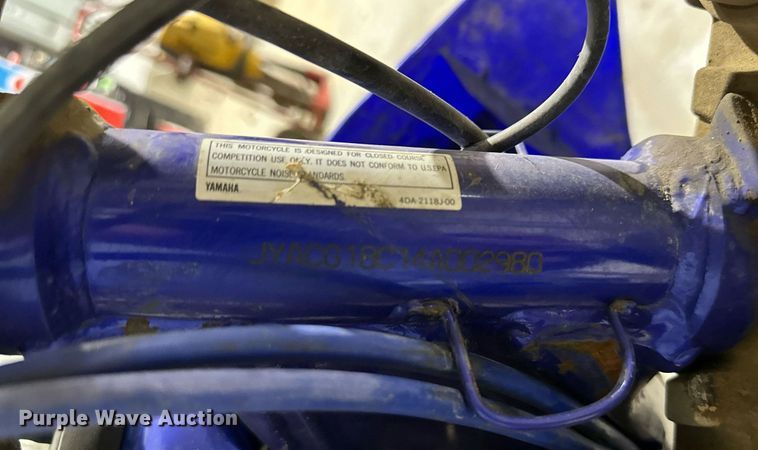 THIS MOTORCYCLE IS DESIGNED FOR CLOSED-COURSE
COMPETITION USE ONLY. IT DOES NOT CONFORM TO U.S.EPA
MOTORCYCLE NOISE STANDARDS.
YAMAHA 4DA-2118J-00
JYACG18C14A002980
Purple Wave Auction